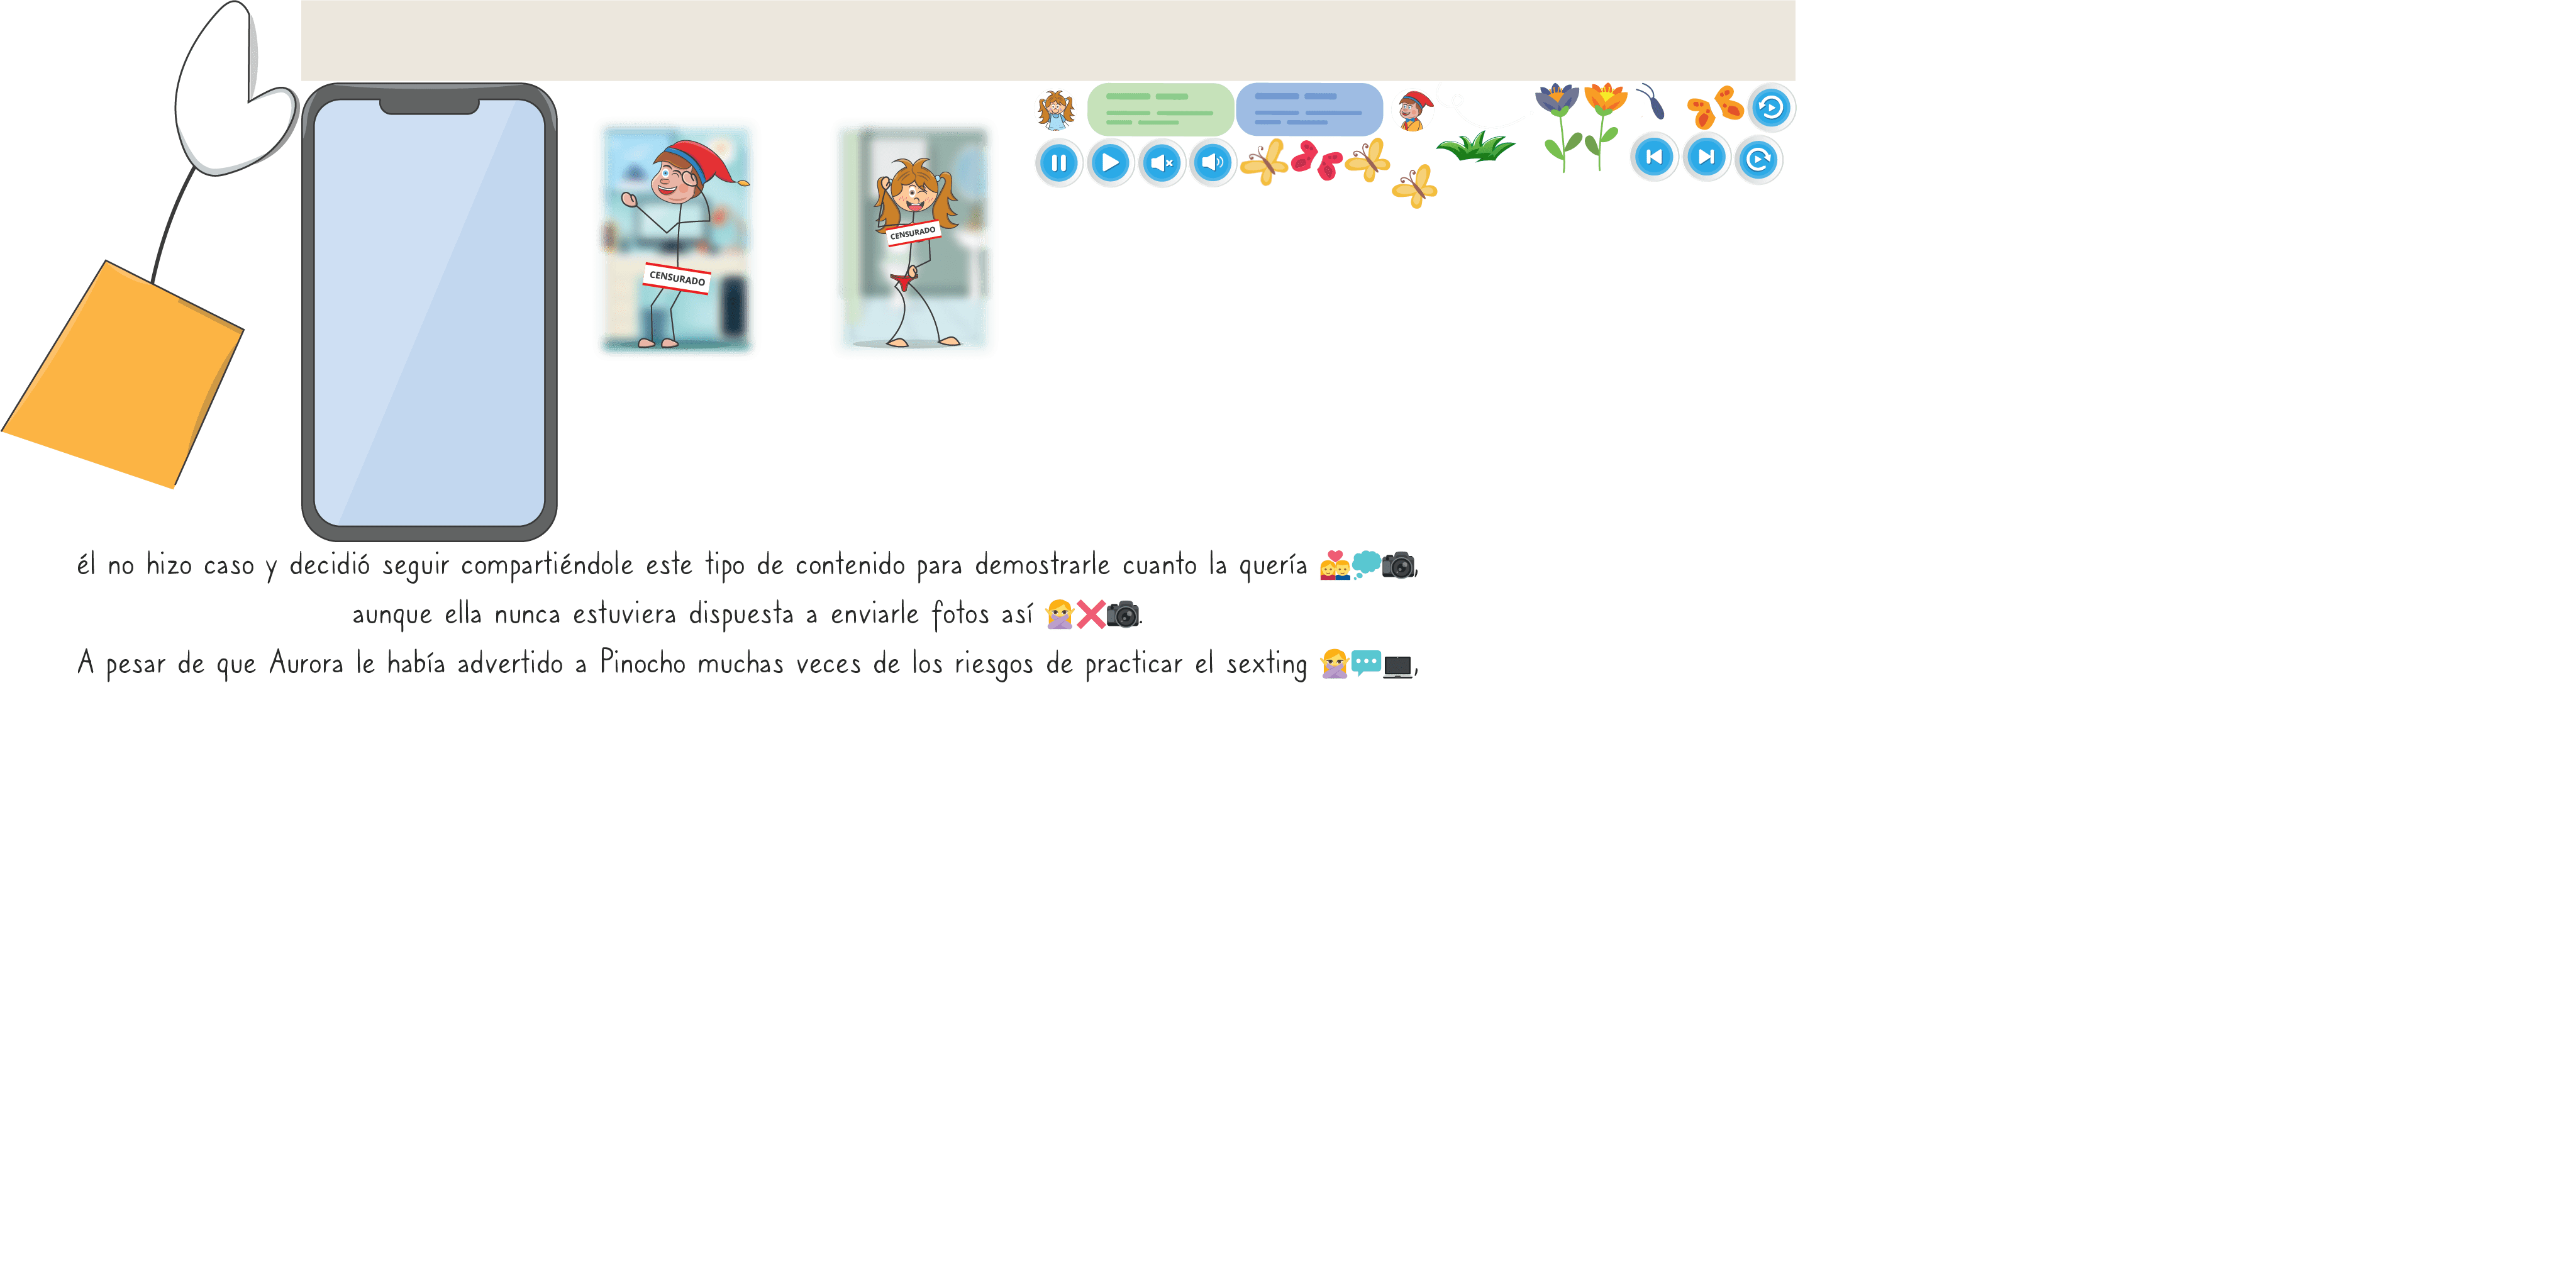 CENSURADO
CENSURADO
él no hizo caso y decidió seguir compartiéndole este tipo de contenido para demostrarle cuanto la quería 💑💭📷,
aunque ella nunca estuviera dispuesta a enviarle fotos así 🙅❌📷.
A pesar de que Aurora le había advertido a Pinocho muchas veces de los riesgos de practicar el sexting 🙅💬💻,